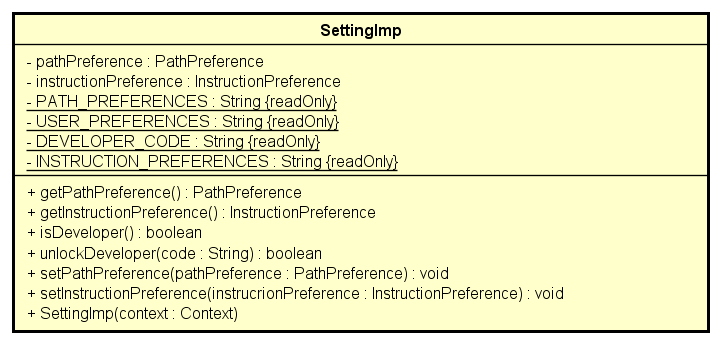 SettingImp
- pathPreference : PathPreference
- instructionPreference : InstructionPreference
- PATH_PREFERENCES : String {readOnly}
- USER_PREFERENCES : String {readOnly}
- DEVELOPER_CODE : String {readOnly}
- INSTRUCTION_PREFERENCES : String {readOnly}
+ getPathPreference() : PathPreference
+ getInstructionPreference() : InstructionPreference
+ isDeveloper() : boolean
+ unlockDeveloper(code : String) : boolean
+ setPathPreference(pathPreference : PathPreference) : void
+ setInstructionPreference(instrucrionPreference : InstructionPreference) : void
+ SettingImp(context : Context)